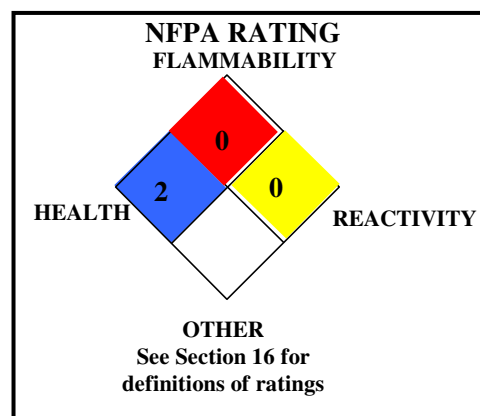 NFPA RATING
FLAMMABILITY
0
2
0
HEALTH
REACTIVITY
OTHER
See Section 16 for
definitions of ratings